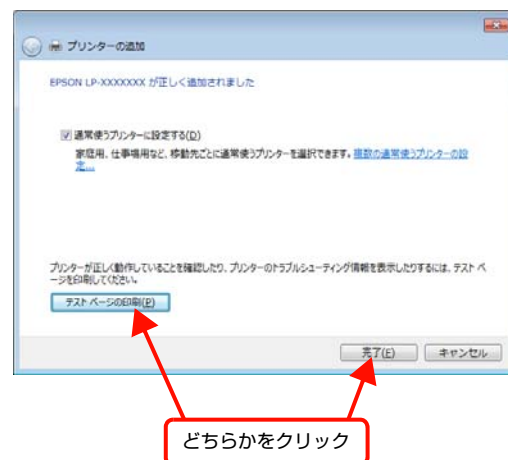 プリンターの追加
EPSON LP-XXXXXXX が正しく追加されました
通常使うプリンターに設定する(D)
家庭用、仕事場用など、移動先ごとに通常使うプリンターを選択できます。複数の通常使うプリンターの設
定...
プリンターが正しく動作していることを確認したり、プリンターのトラブルシューティング情報を表示したりするには、テスト ペ
ージを印刷してください。
テスト ページの印刷(P)
完了(F)
キャンセル
どちらかをクリック